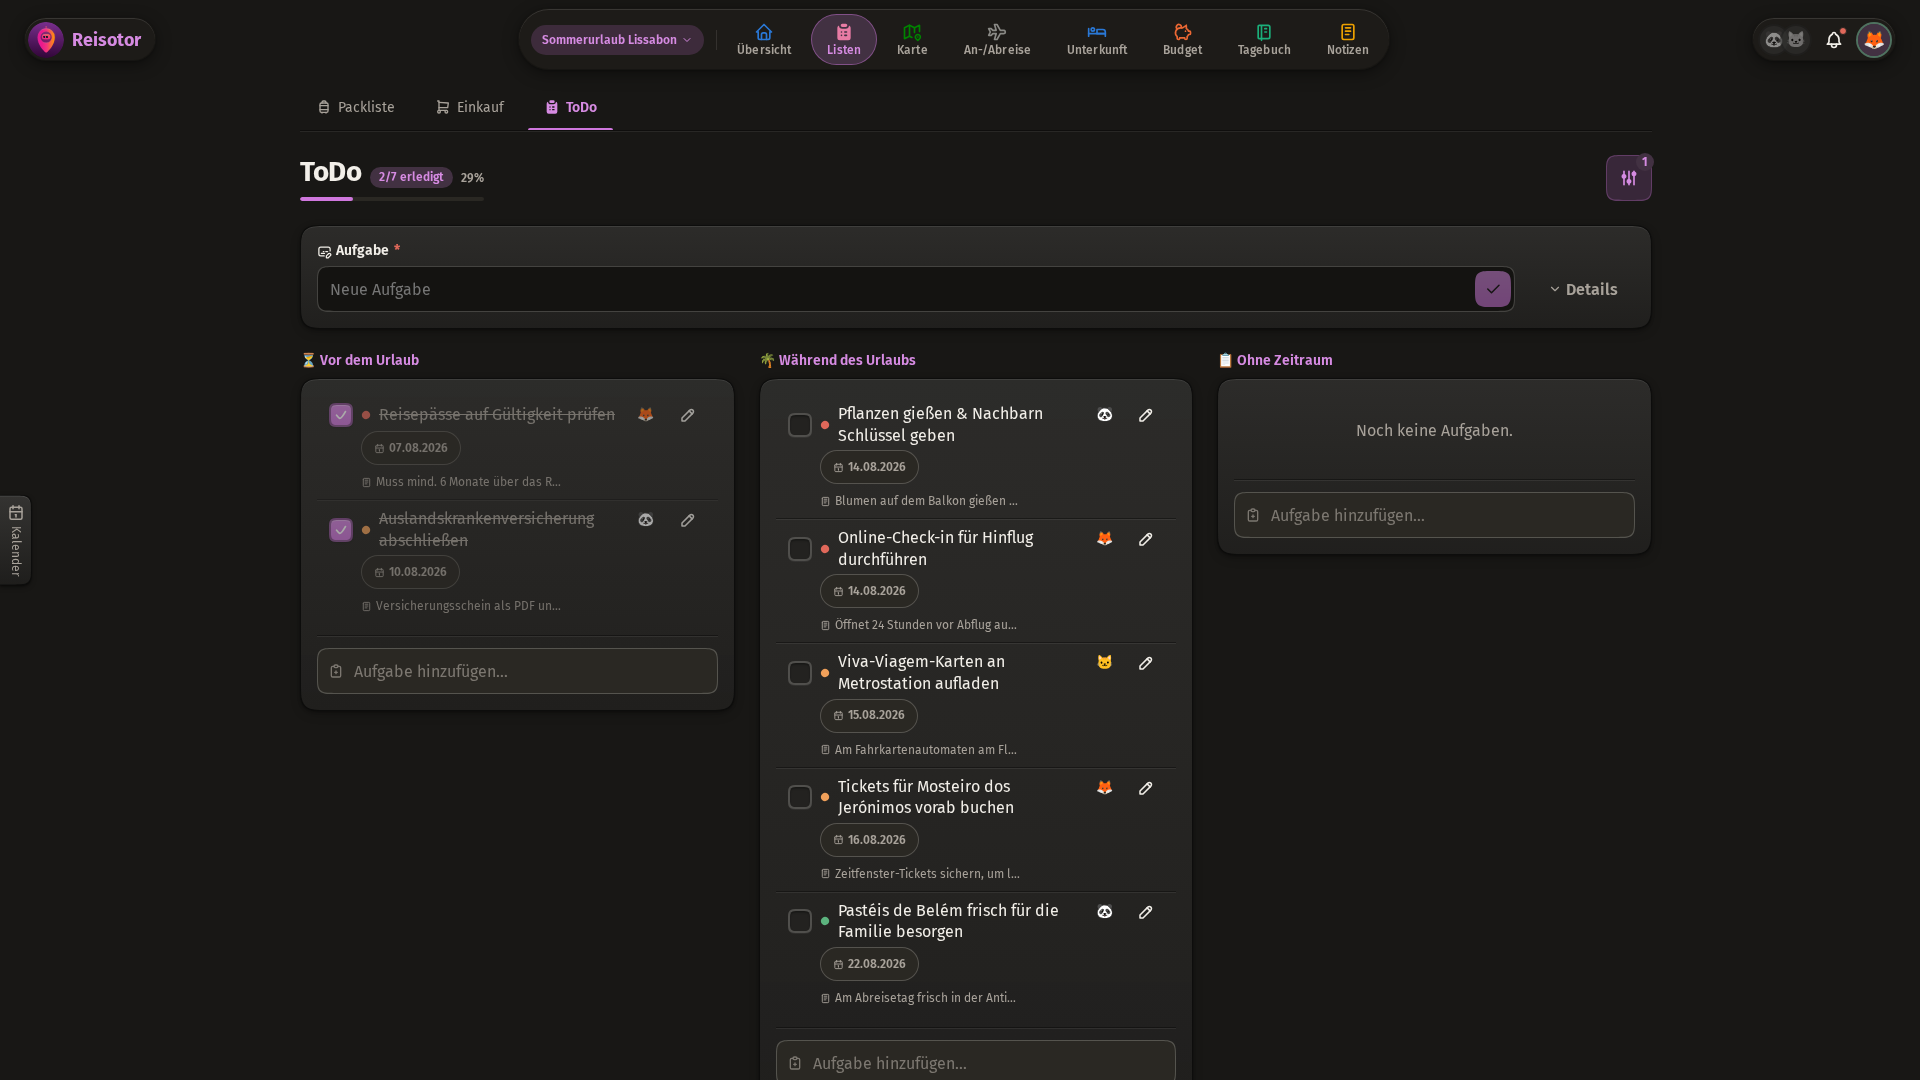 Reisotor
Sommerurlaub Lissabon
Übersicht
Listen
Karte
An-/Abreise
Unterkunft
Budget
Tagebuch
Notizen
Packliste
Einkauf
ToDo
ToDo
2/7 erledigt
29%
1
Aufgabe *
Neue Aufgabe
Details
Kalender
⏳ Vor dem Urlaub
Reisepässe auf Gültigkeit prüfen
07.08.2026
Muss mind. 6 Monate über das R...
Auslandskrankenversicherung
abschließen
10.08.2026
Versicherungsschein als PDF un...
Aufgabe hinzufügen...
🌴 Während des Urlaubs
Pflanzen gießen & Nachbarn
Schlüssel geben
14.08.2026
Blumen auf dem Balkon gießen ...
Online-Check-in für Hinflug
durchführen
14.08.2026
Öffnet 24 Stunden vor Abflug au...
Viva-Viagem-Karten an
Metrostation aufladen
15.08.2026
Am Fahrkartenautomaten am Fl...
Tickets für Mosteiro dos
Jerónimos vorab buchen
16.08.2026
Zeitfenster-Tickets sichern, um l...
Pastéis de Belém frisch für die
Familie besorgen
22.08.2026
Am Abreisetag frisch in der Anti...
Aufgabe hinzufügen...
📋 Ohne Zeitraum
Noch keine Aufgaben.
Aufgabe hinzufügen...